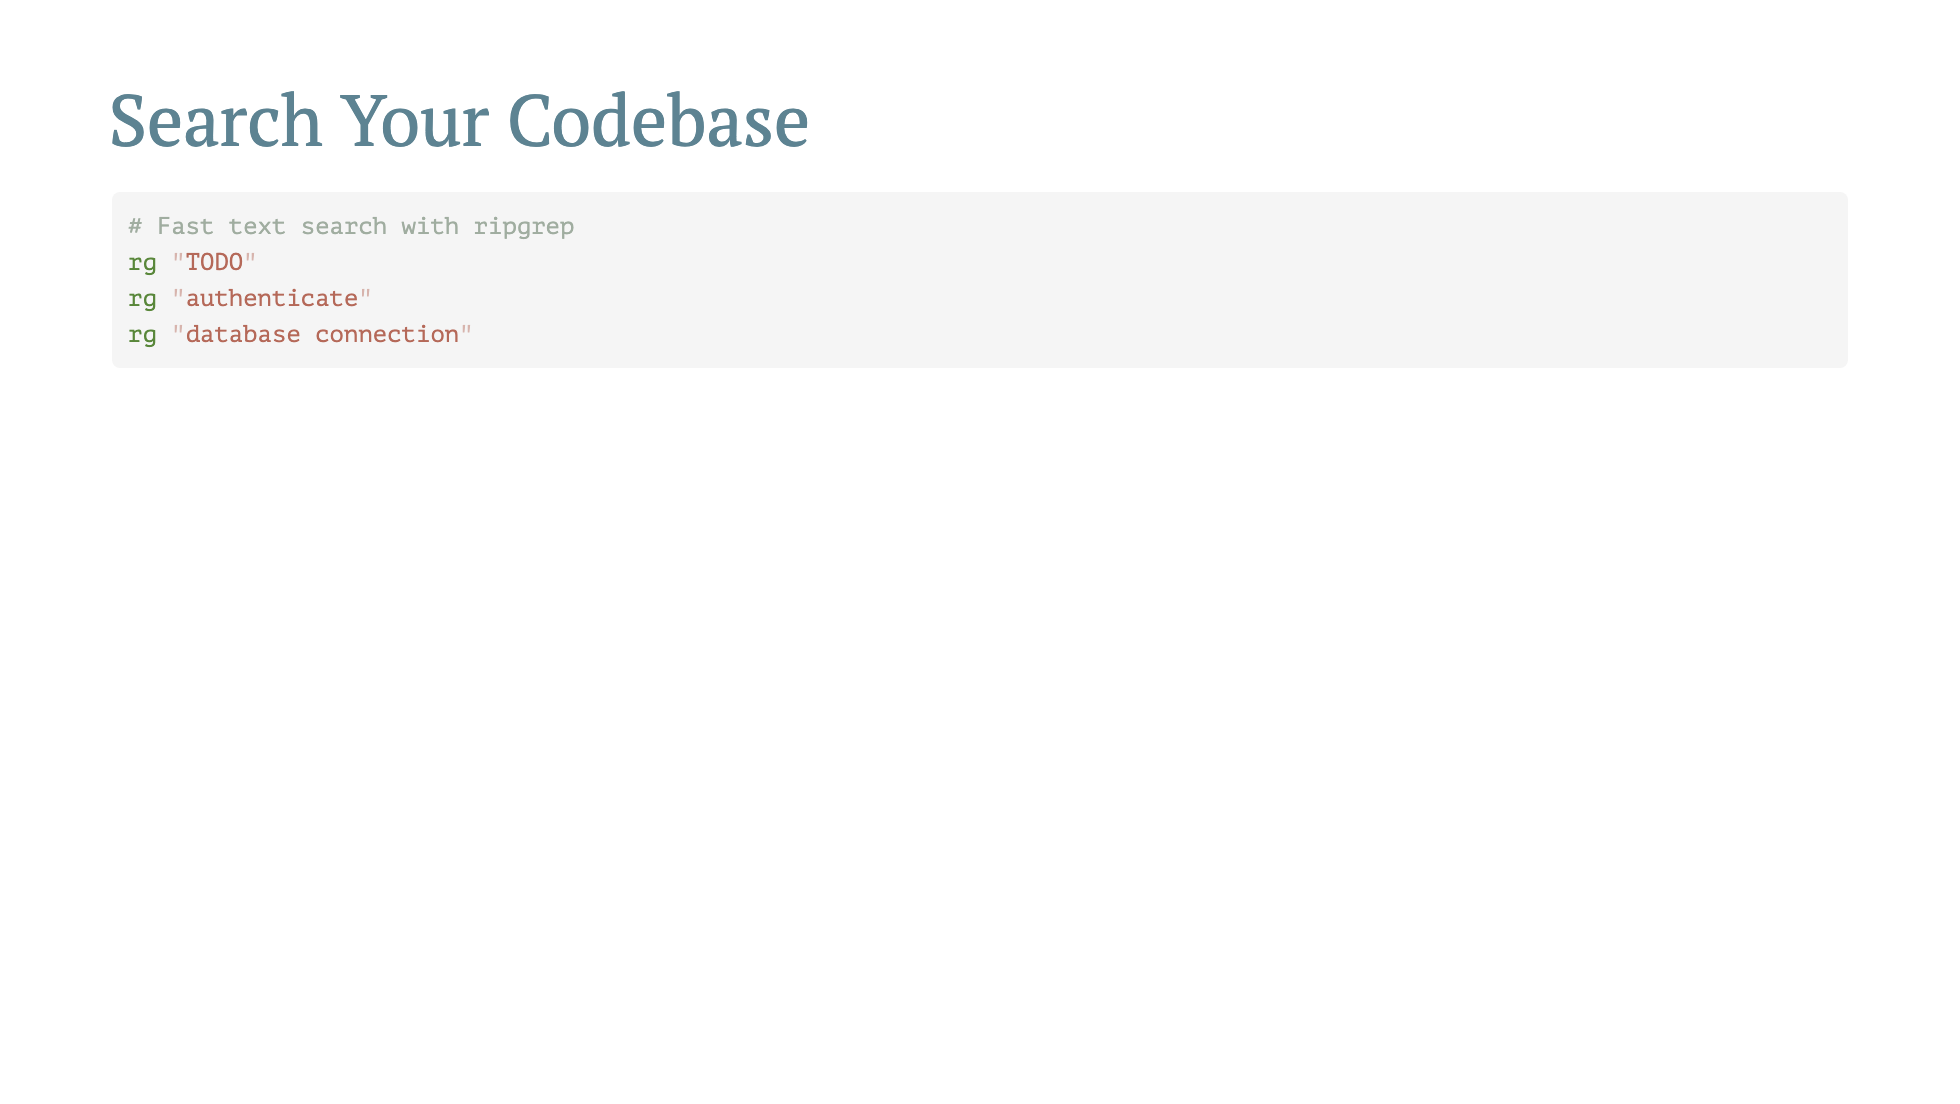 Search Your Codebase
# Fast text search with ripgrep
rg "TODO"
rg "authenticate"
rg "database connection"